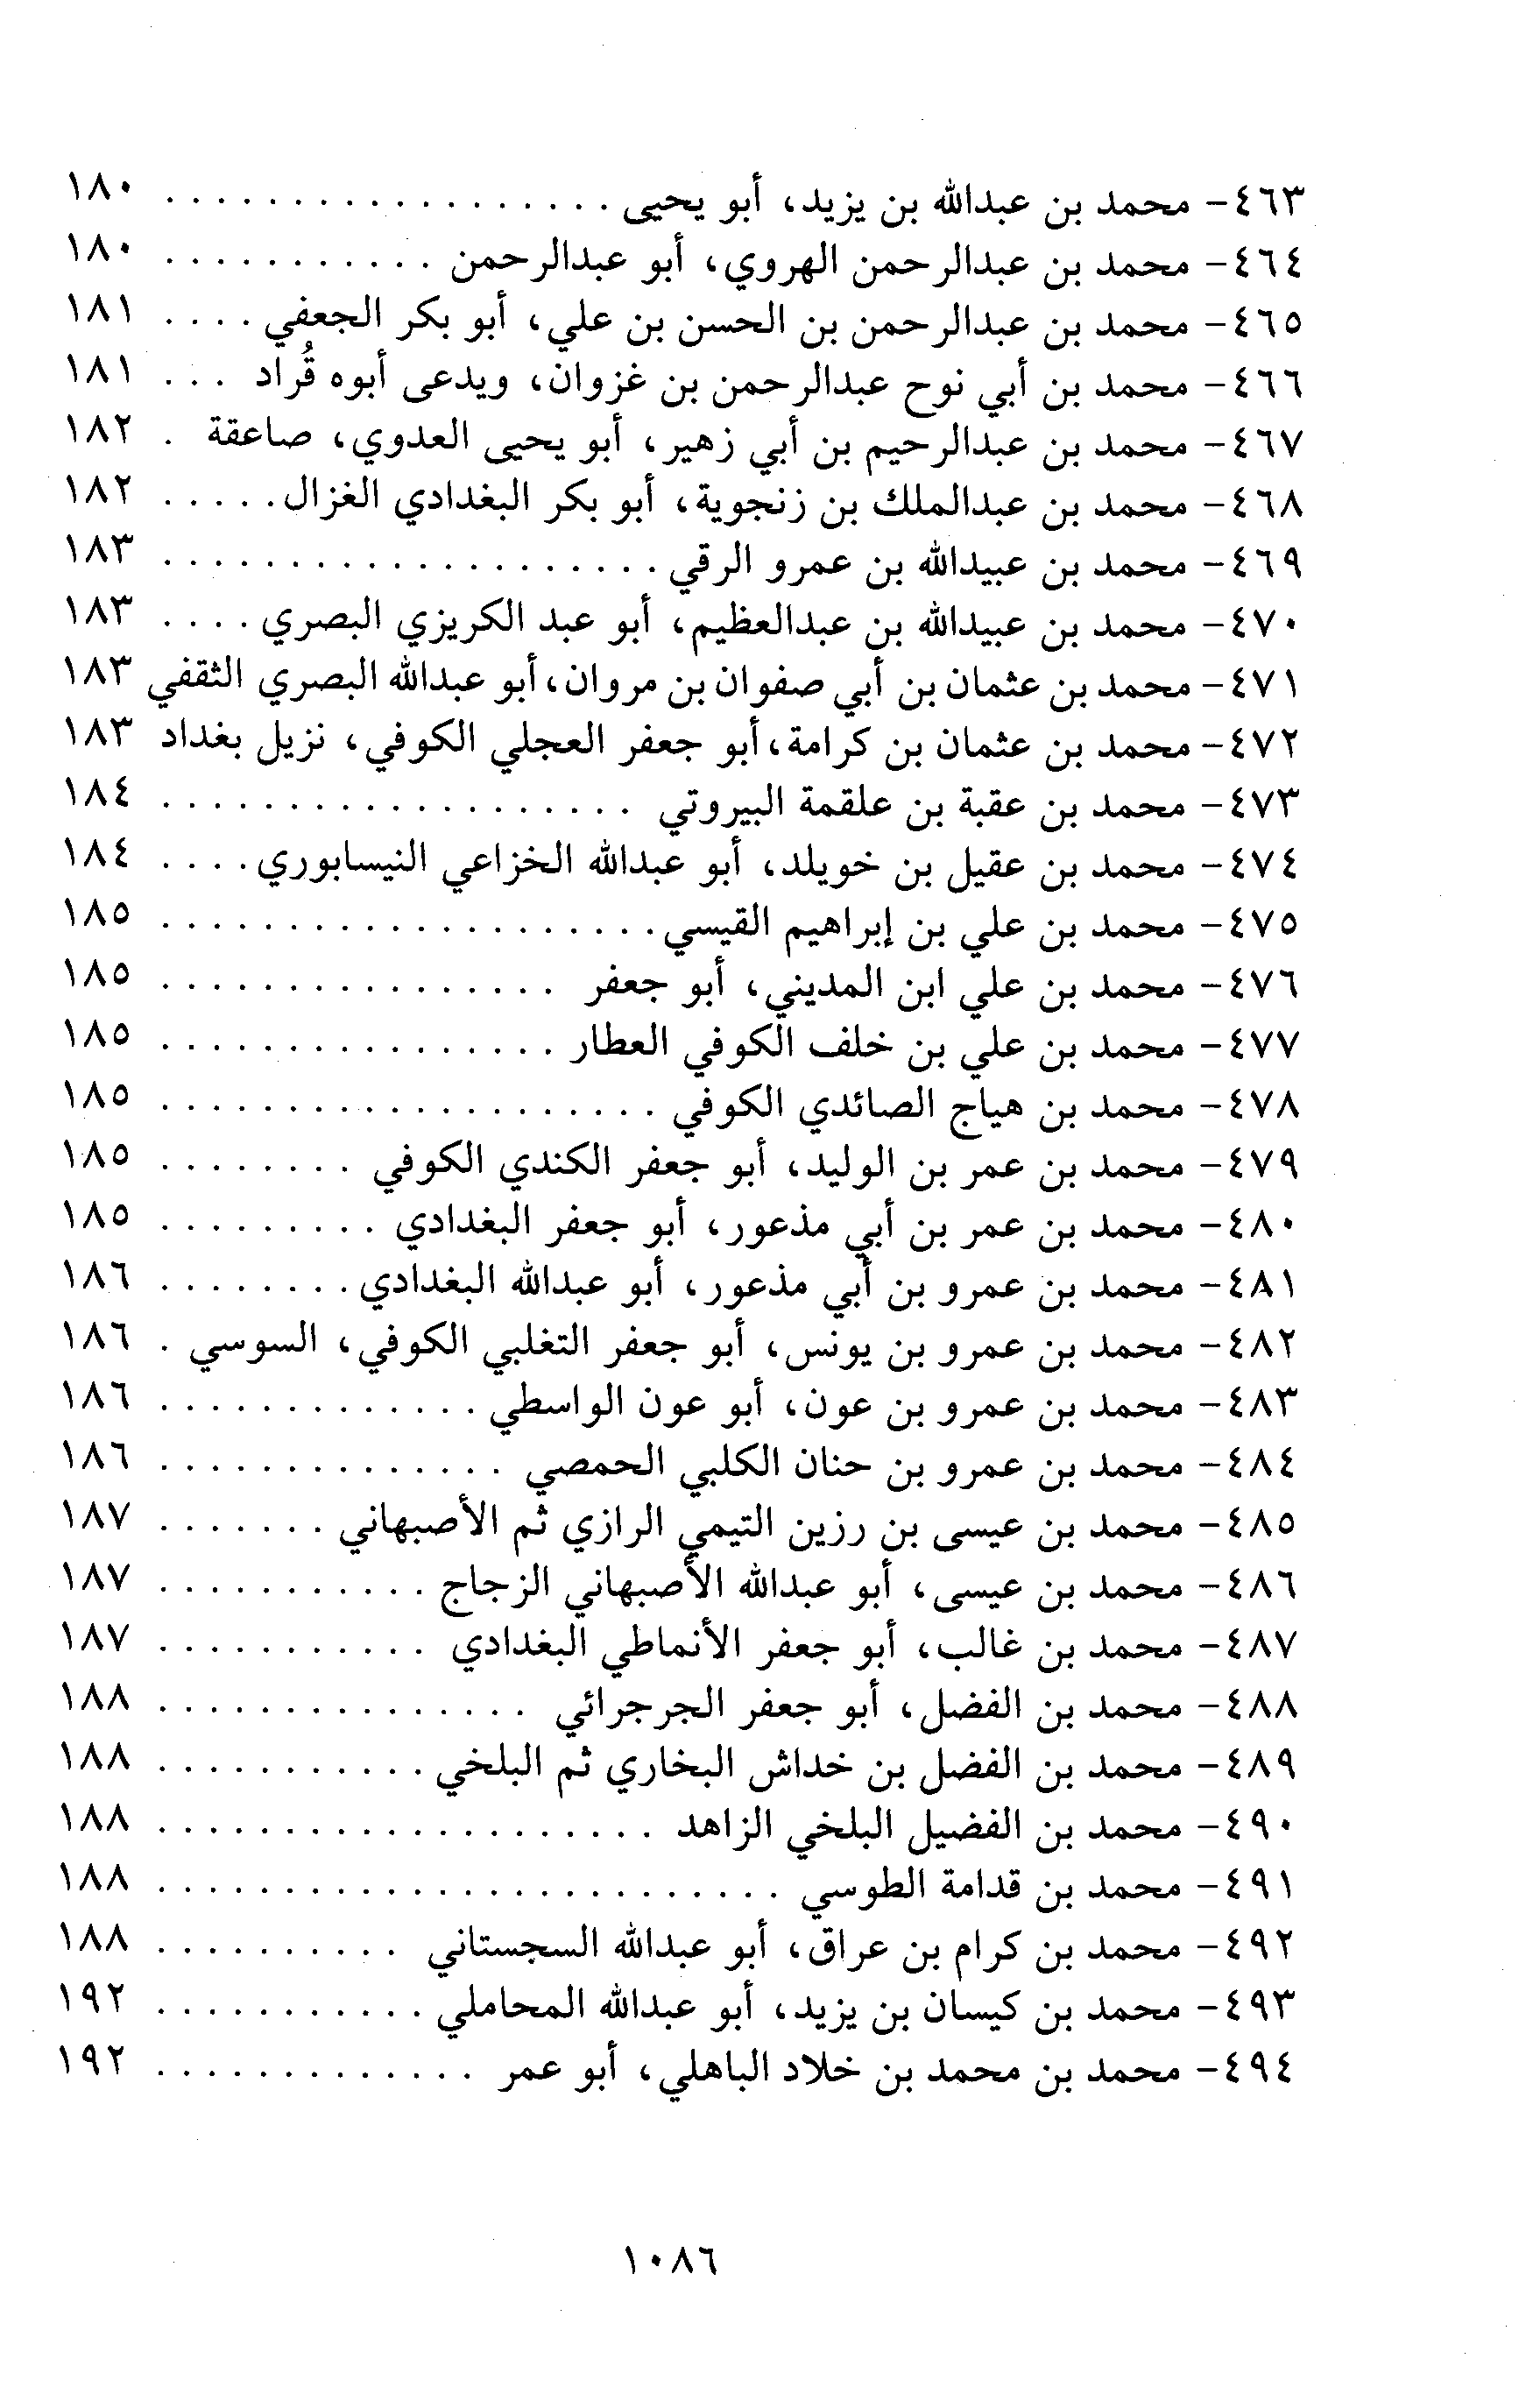 ٤٦٣- محمد بن عبدالله بن يزيد، أبو يحيى . . . . . . . . . . . . . . . . . . ١٨٠
٤٦٤- محمد بن عبدالرحمن الهروي، أبو عبدالرحمن . . . . . . . . . . . ١٨٠
٤٦٥- محمد بن عبدالرحمن بن الحسن بن علي، أبو بكر الجعفي . . . . ١٨١
٤٦٦- محمد بن أبي نوح عبدالرحمن بن غزوان، ويدعى أبوه قُراد . . . ١٨١
٤٦٧- محمد بن عبدالرحيم بن أبي زهير، أبو يحيى العدوي، صاعقة . ١٨٢
٤٦٨- محمد بن عبدالملك بن زنجوية، أبو بكر البغدادي الغزال . . . . . ١٨٢
٤٦٩- محمد بن عبيدالله بن عمرو الرقي . . . . . . . . . . . . . . . . . . . . ١٨٣
٤٧٠- محمد بن عبيدالله بن عبدالعظيم، أبو عبد الكريزي البصري . . . . ١٨٣
٤٧١- محمد بن عثمان بن أبي صفوان بن مروان، أبو عبدالله البصري الثقفي ١٨٣
٤٧٢- محمد بن عثمان بن كرامة، أبو جعفر العجلي الكوفي، نزيل بغداد ١٨٣
٤٧٣- محمد بن عقبة بن علقمة البيروتي . . . . . . . . . . . . . . . . . . . ١٨٤
٤٧٤- محمد بن عقيل بن خويلد، أبو عبدالله الخزاعي النيسابوري . . . . ١٨٤
٤٧٥- محمد بن علي بن إبراهيم القيسي . . . . . . . . . . . . . . . . . . . . ١٨٥
٤٧٦- محمد بن علي ابن المديني، أبو جعفر . . . . . . . . . . . . . . . . ١٨٥
٤٧٧- محمد بن علي بن خلف الكوفي العطار . . . . . . . . . . . . . . . . ١٨٥
٤٧٨- محمد بن هياج الصائدي الكوفي . . . . . . . . . . . . . . . . . . . . ١٨٥
٤٧٩- محمد بن عمر بن الوليد، أبو جعفر الكندي الكوفي . . . . . . . . ١٨٥
٤٨٠- محمد بن عمر بن أبي مذعور، أبو جعفر البغدادي . . . . . . . . . ١٨٥
٤٨١- محمد بن عمرو بن أبي مذعور، أبو عبدالله البغدادي . . . . . . . . ١٨٦
٤٨٢- محمد بن عمرو بن يونس، أبو جعفر التغلبي الكوفي، السوسي . ١٨٦
٤٨٣- محمد بن عمرو بن عون، أبو عون الواسطي . . . . . . . . . . . . . ١٨٦
٤٨٤- محمد بن عمرو بن حنان الكلبي الحمصي . . . . . . . . . . . . . . ١٨٦
٤٨٥- محمد بن عيسى بن رزين التيمي الرازي ثم الأصبهاني . . . . . . . ١٨٧
٤٨٦- محمد بن عيسى، أبو عبدالله الأصبهاني الزجاج . . . . . . . . . . . ١٨٧
٤٨٧- محمد بن غالب، أبو جعفر الأنماطي البغدادي . . . . . . . . . . . ١٨٧
٤٨٨- محمد بن الفضل، أبو جعفر الجرجرائي . . . . . . . . . . . . . . . ١٨٨
٤٨٩- محمد بن الفضل بن خداش البخاري ثم البلخي . . . . . . . . . . . ١٨٨
٤٩٠- محمد بن الفضيل البلخي الزاهد . . . . . . . . . . . . . . . . . . . . ١٨٨
٤٩١- محمد بن قدامة الطوسي . . . . . . . . . . . . . . . . . . . . . . . . . ١٨٨
٤٩٢- محمد بن كرام بن عراق، أبو عبدالله السجستاني . . . . . . . . . . ١٨٨
٤٩٣- محمد بن كيسان بن يزيد، أبو عبدالله المحاملي . . . . . . . . . . . ١٩٢
٤٩٤- محمد بن محمد بن خلاد الباهلي، أبو عمر . . . . . . . . . . . . . ١٩٢
١٠٨٦